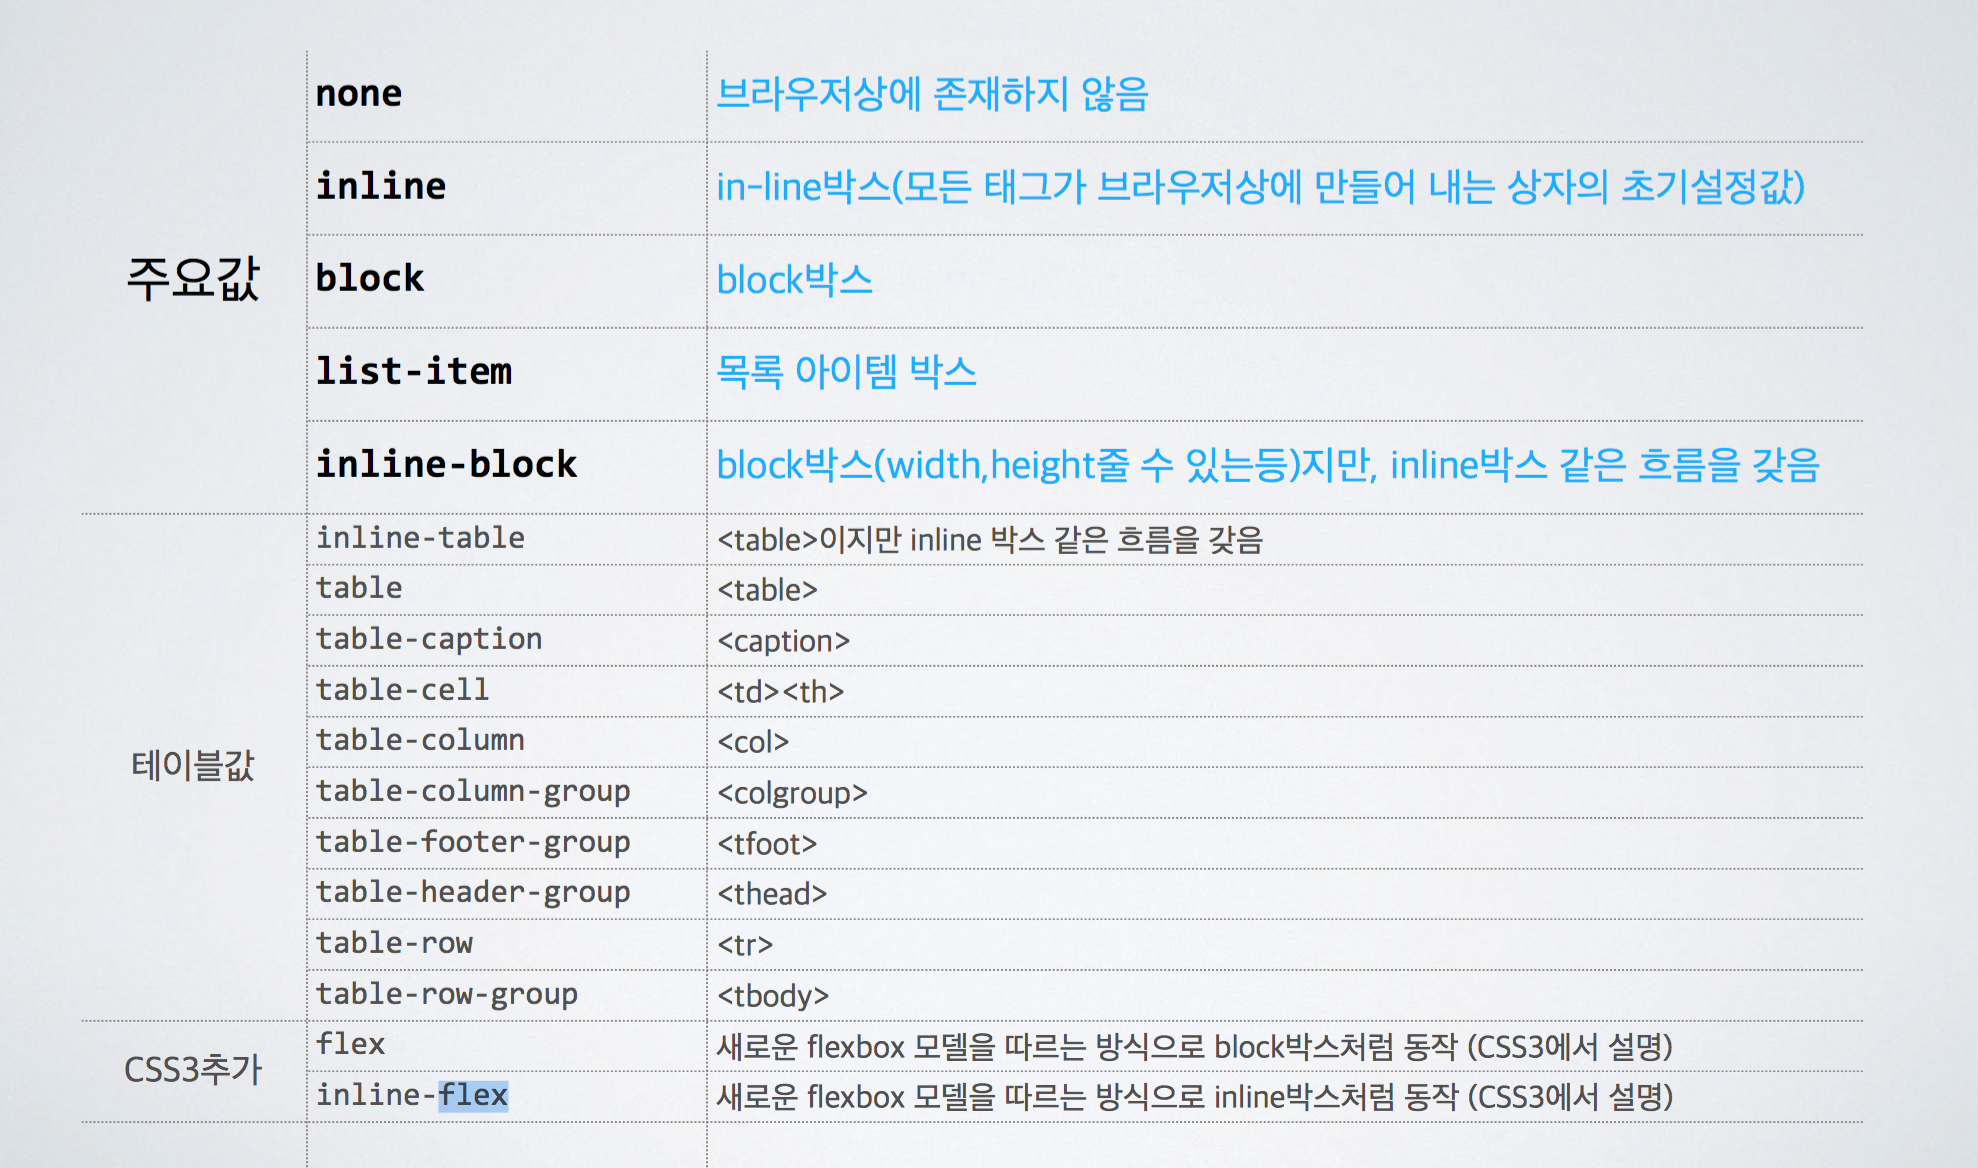 none 브라우저상에 존재하지 않음
inline in-line박스(모든 태그가 브라우저상에 만들어 내는 상자의 초기설정값)
주요값 block block박스
list-item 목록 아이템 박스
inline-block block박스(width,height줄 수 있는등)지만, inline박스 같은 흐름을 갖음
inline-table <table>이지만 inline 박스 같은 흐름을 갖음
table <table>
table-caption <caption>
table-cell <td><th>
table-column <col>
테이블값
table-column-group <colgroup>
table-footer-group <tfoot>
table-header-group <thead>
table-row <tr>
table-row-group <tbody>
flex 새로운 flexbox 모델을 따르는 방식으로 block박스처럼 동작 (CSS3에서 설명)
CSS3추가
inline-flex 새로운 flexbox 모델을 따르는 방식으로 inline박스처럼 동작 (CSS3에서 설명)